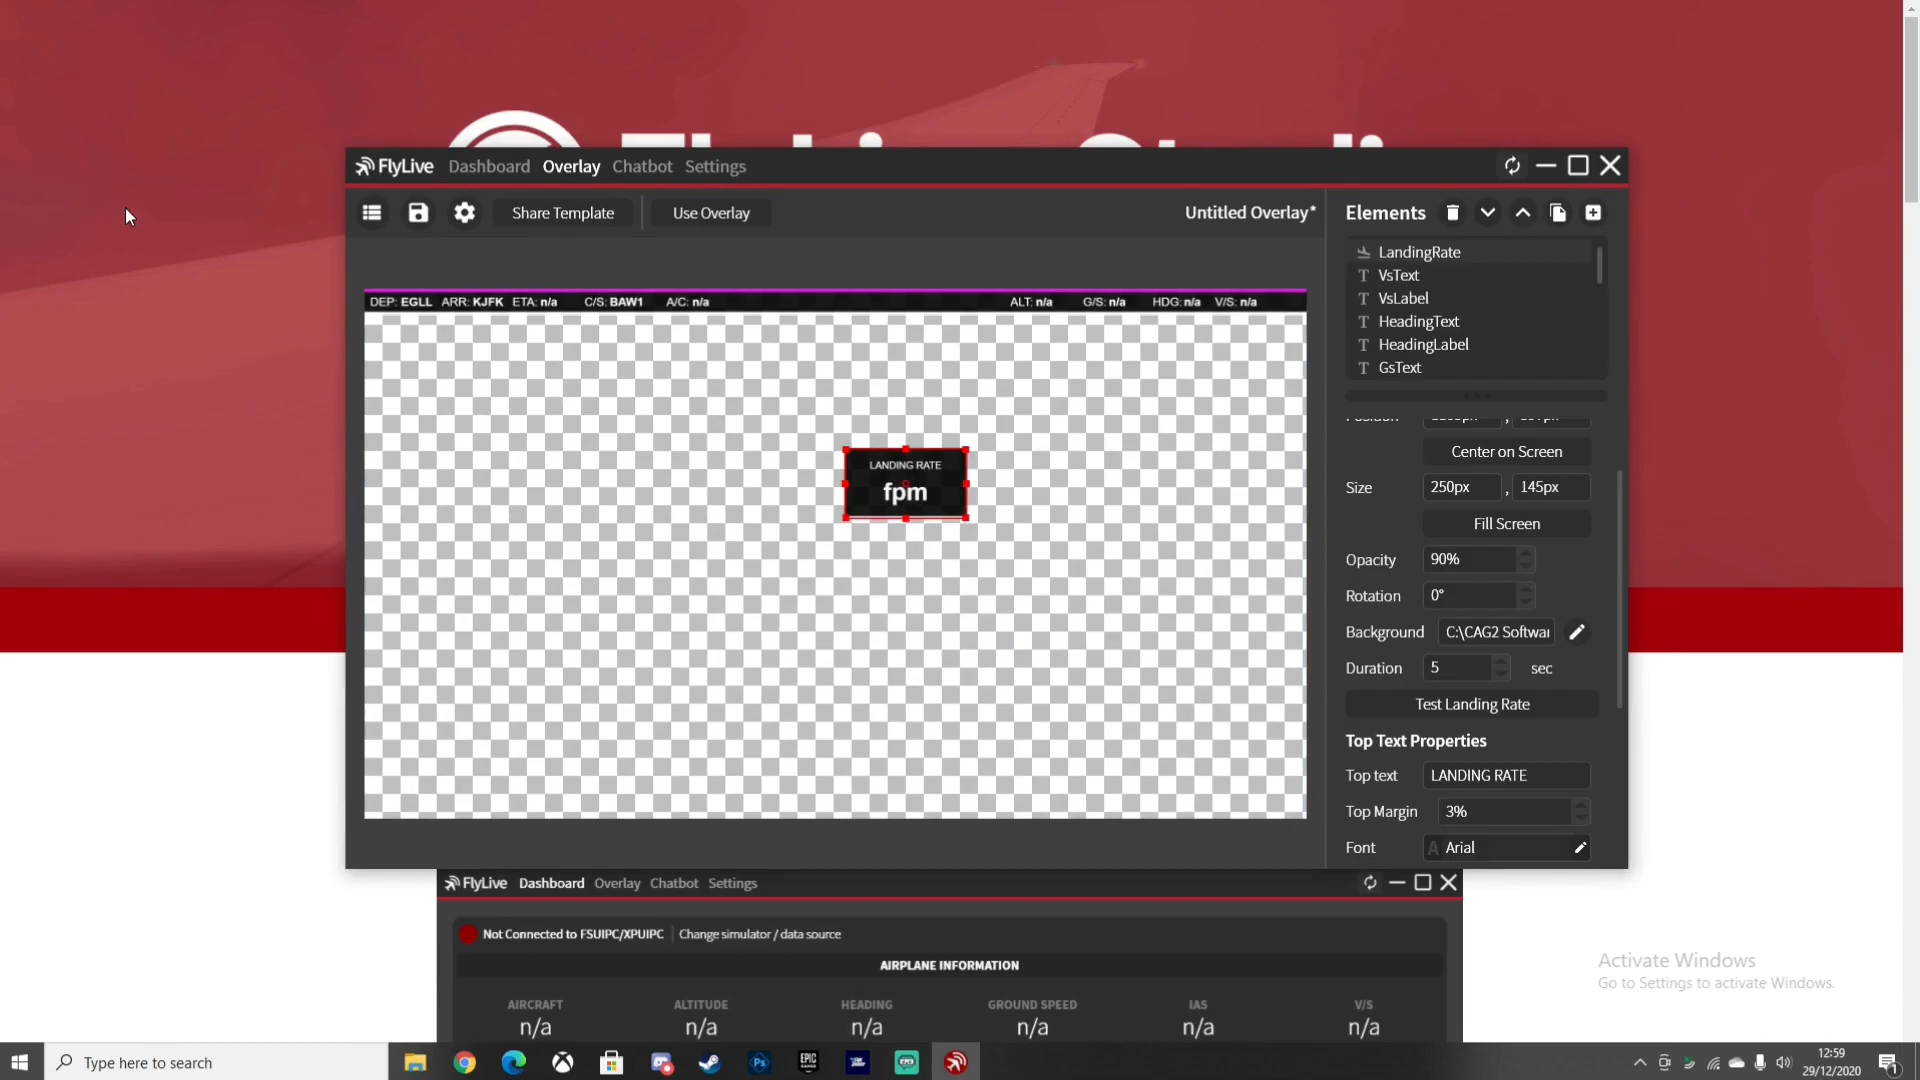 FlyLive Dashboard Overlay Chatbot Settings
Share Template Use Overlay Untitled Overlay* Elements
LandingRate
VsText
VsLabel
HeadingText
HeadingLabel
GsText
DEP: EGLL ARR: KJFK ETA: n/a C/S: BAW1 A/C: n/a ALT: n/a G/S: n/a HDG: n/a V/S: n/a
LANDING RATE
fpm
Center on Screen
Size 250px , 145px
Fill Screen
Opacity 90%
Rotation 0°
Background C:\CAG2 Softwar
Duration 5 sec
Test Landing Rate
Top Text Properties
Top text LANDING RATE
Top Margin 3%
Font A Arial
FlyLive Dashboard Overlay Chatbot Settings
Not Connected to FSUIPC/XPUIPC Change simulator / data source
AIRPLANE INFORMATION
AIRCRAFT ALTITUDE HEADING GROUND SPEED IAS V/S
n/a n/a n/a n/a n/a n/a
Activate Windows
Go to Settings to activate Windows.
Type here to search
12:59
29/12/2020